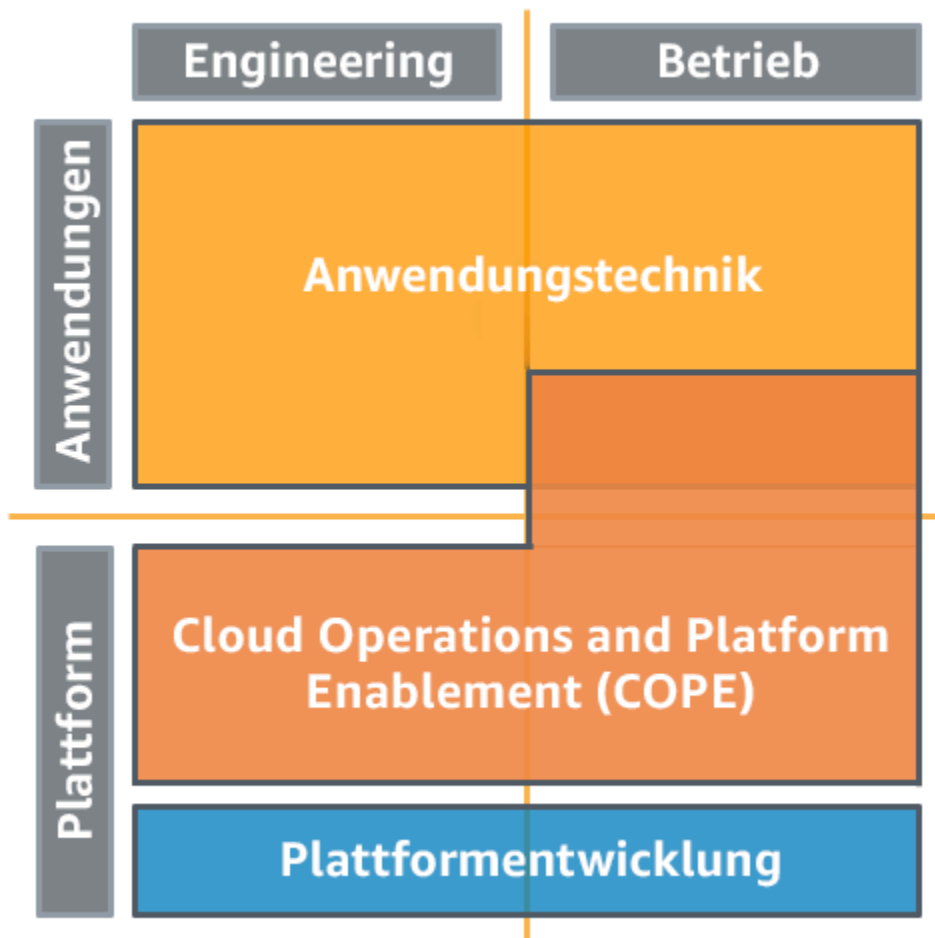 Engineering
Betrieb
Anwendungen
Anwendungstechnik
Plattform
Cloud Operations and Platform
Enablement (COPE)
Plattformentwicklung